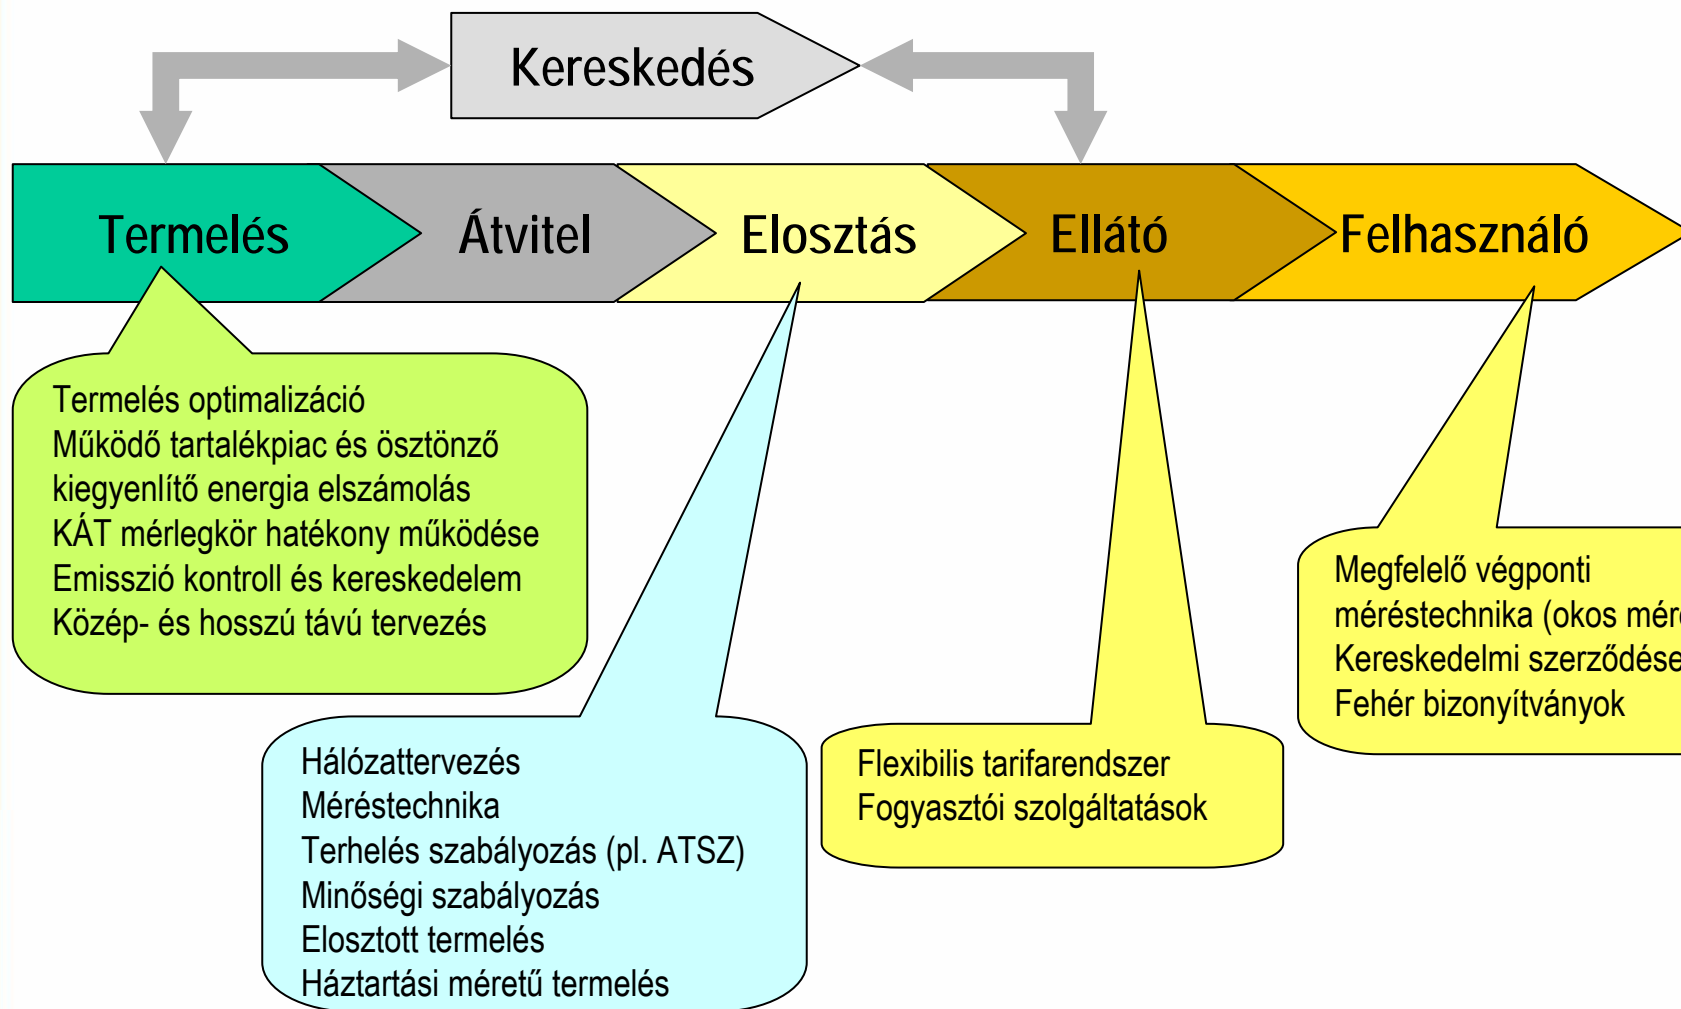 Kereskedés
Termelés
Átvitel
Elosztás
Ellátó
Felhasználó
Termelés optimalizáció
Működő tartalékpiac és ösztönző
kiegyenlítő energia elszámolás
KÁT mérlegkör hatékony működése
Emisszió kontroll és kereskedelem
Közép- és hosszú távú tervezés
Hálózattervezés
Méréstechnika
Terhelés szabályozás (pl. ATSZ)
Minőségi szabályozás
Elosztott termelés
Háztartási méretű termelés
Flexibilis tarifarendszer
Fogyasztói szolgáltatások
Megfelelő végponti
méréstechnika (okos
Kereskedelmi
Fehér bizonyítványok